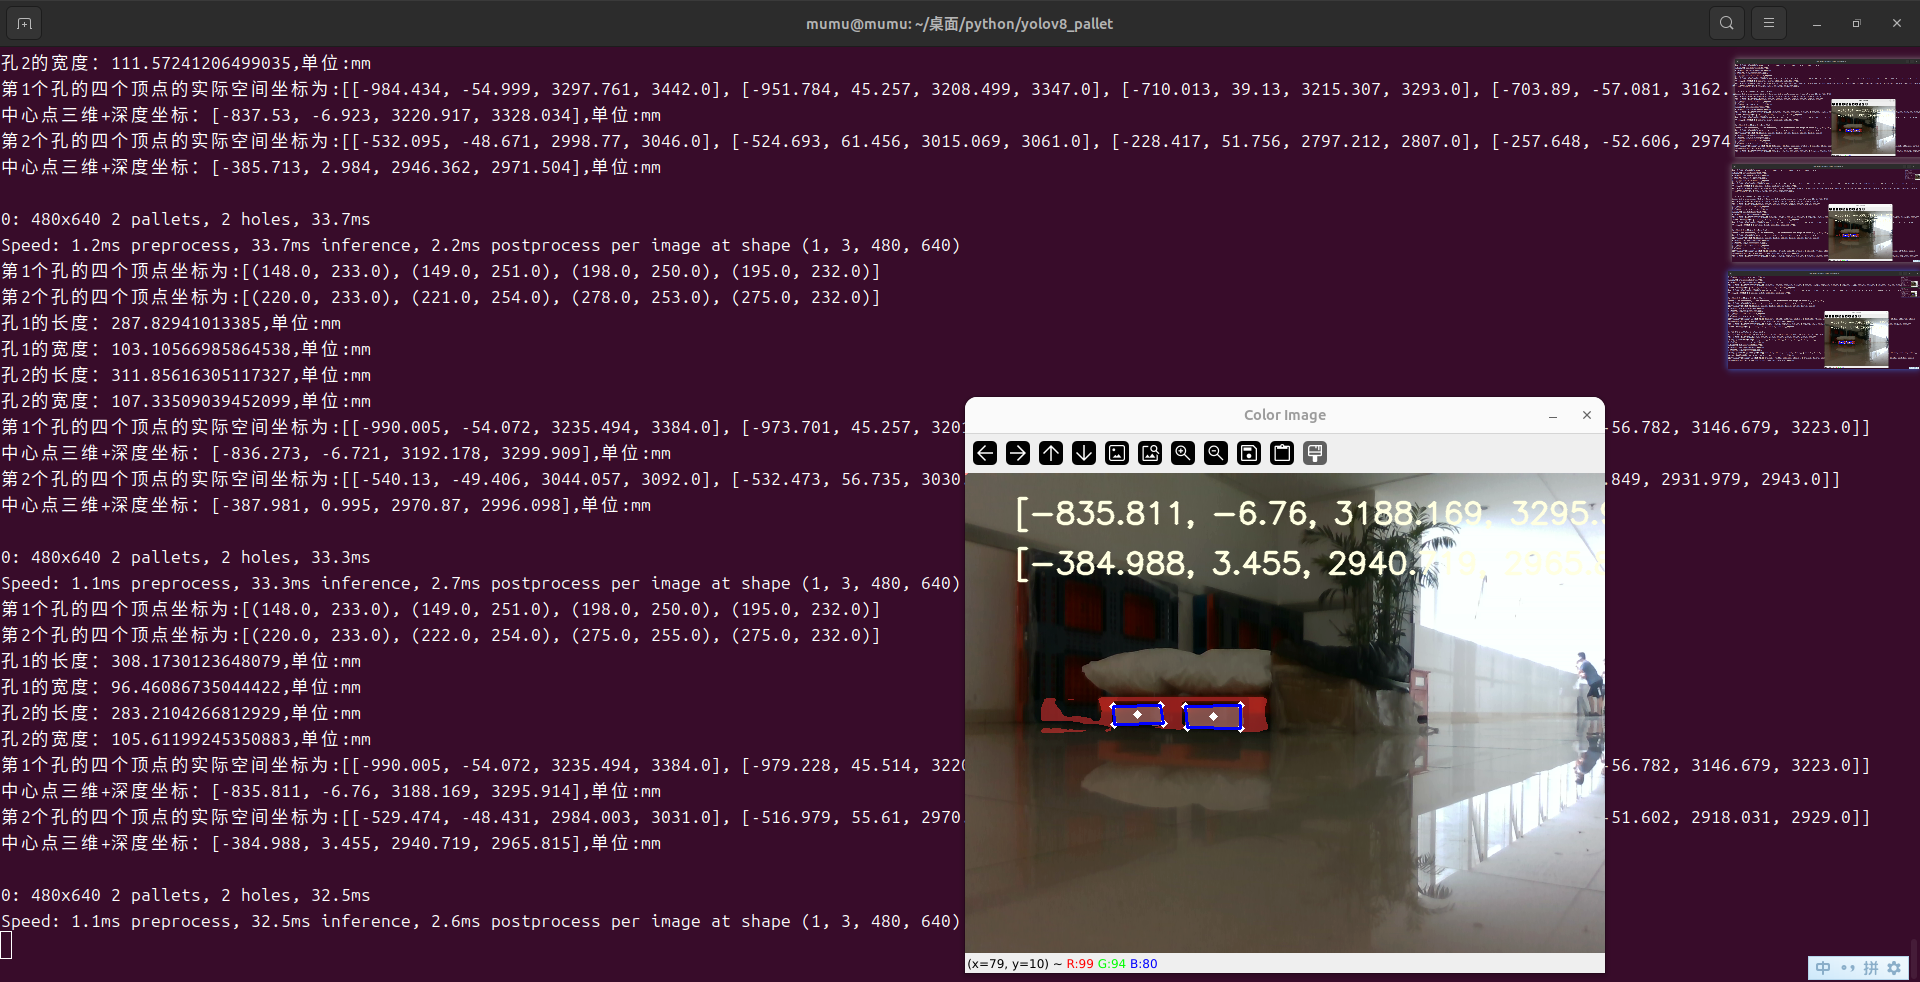 mumu@mumu: ~/桌面/python/yolov8_pallet
孔2的宽度：111.57241206499035,单位:mm
第1个孔的四个顶点的实际空间坐标为:[[-984.434, -54.999, 3297.761, 3442.0], [-951.784, 45.257, 3208.499, 3347.0], [-710.013, 39.13, 3215.307, 3293.0], [-703.89, -57.081, 3162.
中心点三维+深度坐标：[-837.53, -6.923, 3220.917, 3328.034],单位:mm
第2个孔的四个顶点的实际空间坐标为:[[-532.095, -48.671, 2998.77, 3046.0], [-524.693, 61.456, 3015.069, 3061.0], [-228.417, 51.756, 2797.212, 2807.0], [-257.648, -52.606, 2974
中心点三维+深度坐标：[-385.713, 2.984, 2946.362, 2971.504],单位:mm
0: 480x640 2 pallets, 2 holes, 33.7ms
Speed: 1.2ms preprocess, 33.7ms inference, 2.2ms postprocess per image at shape (1, 3, 480, 640)
第1个孔的四个顶点坐标为:[(148.0, 233.0), (149.0, 251.0), (198.0, 250.0), (195.0, 232.0)]
第2个孔的四个顶点坐标为:[(220.0, 233.0), (221.0, 254.0), (278.0, 253.0), (275.0, 232.0)]
孔1的长度：287.82941013385,单位:mm
孔1的宽度：103.10566985864538,单位:mm
孔2的长度：311.85616305117327,单位:mm
孔2的宽度：107.33509039452099,单位:mm
第1个孔的四个顶点的实际空间坐标为:[[-990.005, -54.072, 3235.494, 3384.0], [-973.701, 45.257, 320 -56.782, 3146.679, 3223.0]]
中心点三维+深度坐标：[-836.273, -6.721, 3192.178, 3299.909],单位:mm
第2个孔的四个顶点的实际空间坐标为:[[-540.13, -49.406, 3044.057, 3092.0], [-532.473, 56.735, 3030 .849, 2931.979, 2943.0]]
中心点三维+深度坐标：[-387.981, 0.995, 2970.87, 2996.098],单位:mm
0: 480x640 2 pallets, 2 holes, 33.3ms
Speed: 1.1ms preprocess, 33.3ms inference, 2.7ms postprocess per image at shape (1, 3, 480, 640)
第1个孔的四个顶点坐标为:[(148.0, 233.0), (149.0, 251.0), (198.0, 250.0), (195.0, 232.0)]
第2个孔的四个顶点坐标为:[(220.0, 233.0), (222.0, 254.0), (275.0, 255.0), (275.0, 232.0)]
孔1的长度：308.1730123648079,单位:mm
孔1的宽度：96.46086735044422,单位:mm
孔2的长度：283.2104266812929,单位:mm
孔2的宽度：105.61199245350883,单位:mm
第1个孔的四个顶点的实际空间坐标为:[[-990.005, -54.072, 3235.494, 3384.0], [-979.228, 45.514, 322 -56.782, 3146.679, 3223.0]]
中心点三维+深度坐标：[-835.811, -6.76, 3188.169, 3295.914],单位:mm
第2个孔的四个顶点的实际空间坐标为:[[-529.474, -48.431, 2984.003, 3031.0], [-516.979, 55.61, 2970 -51.602, 2918.031, 2929.0]]
中心点三维+深度坐标：[-384.988, 3.455, 2940.719, 2965.815],单位:mm
0: 480x640 2 pallets, 2 holes, 32.5ms
Speed: 1.1ms preprocess, 32.5ms inference, 2.6ms postprocess per image at shape (1, 3, 480, 640)
Color Image
[-835.811, -6.76, 3188.169, 3295.9
[-384.988, 3.455, 2940.719, 2965.
(x=79, y=10) ~ R:99 G:94 B:80
中 拼